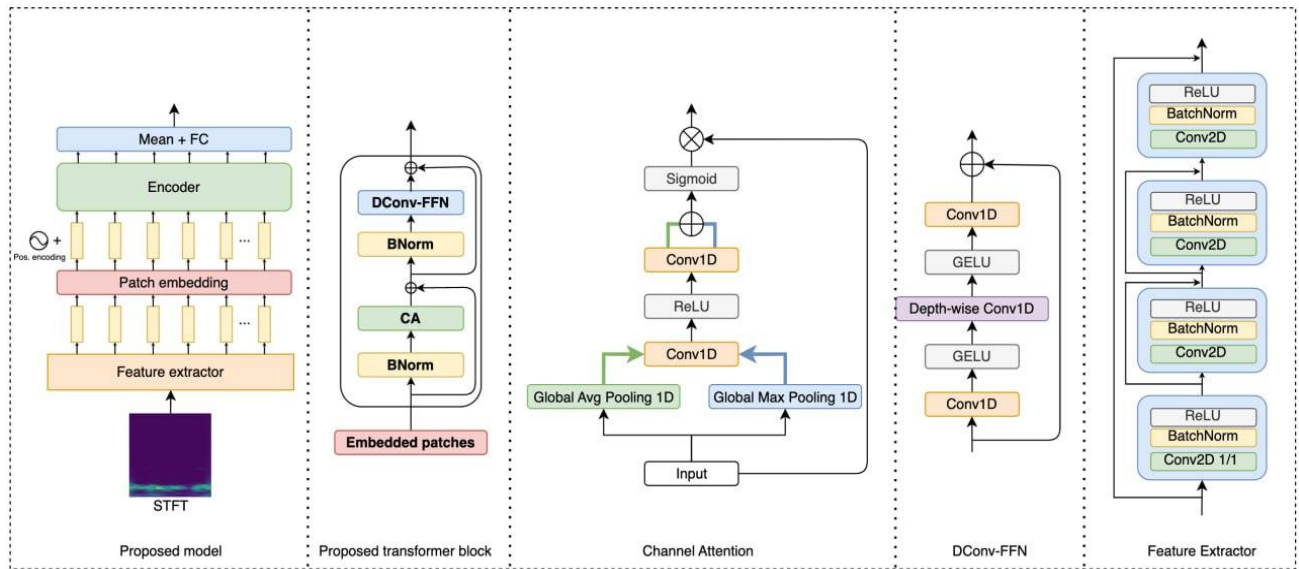 Mean + FC
Encoder
+
Pos. encoding
...
Patch embedding
...
Feature extractor
STFT
Proposed model
DConv-FFN
BNorm
CA
BNorm
Embedded patches
Proposed transformer block
Sigmoid
Conv1D
ReLU
Conv1D
Global Avg Pooling 1D
Global Max Pooling 1D
Input
Channel Attention
Conv1D
GELU
Depth-wise Conv1D
GELU
Conv1D
DConv-FFN
ReLU
BatchNorm
Conv2D
ReLU
BatchNorm
Conv2D
ReLU
BatchNorm
Conv2D
ReLU
BatchNorm
Conv2D 1/1
Feature Extractor